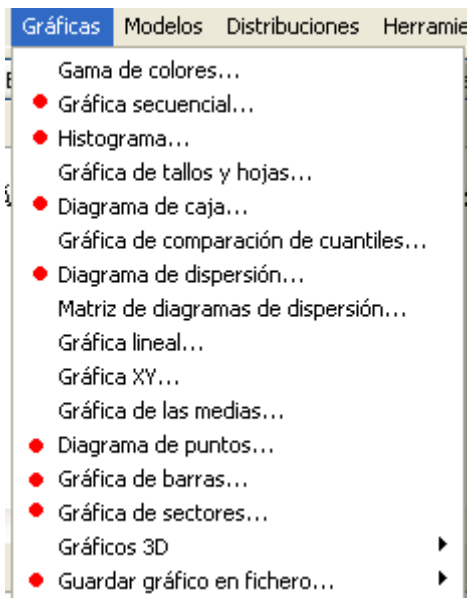 Gráficas Modelos Distribuciones Herramie
Gama de colores...
Gráfica secuencial...
Histograma...
Gráfica de tallos y hojas...
Diagrama de caja...
Gráfica de comparación de cuantiles...
Diagrama de dispersión...
Matriz de diagramas de dispersión...
Gráfica lineal...
Gráfica XY...
Gráfica de las medias...
Diagrama de puntos...
Gráfica de barras...
Gráfica de sectores...
Gráficos 3D
Guardar gráfico en fichero...